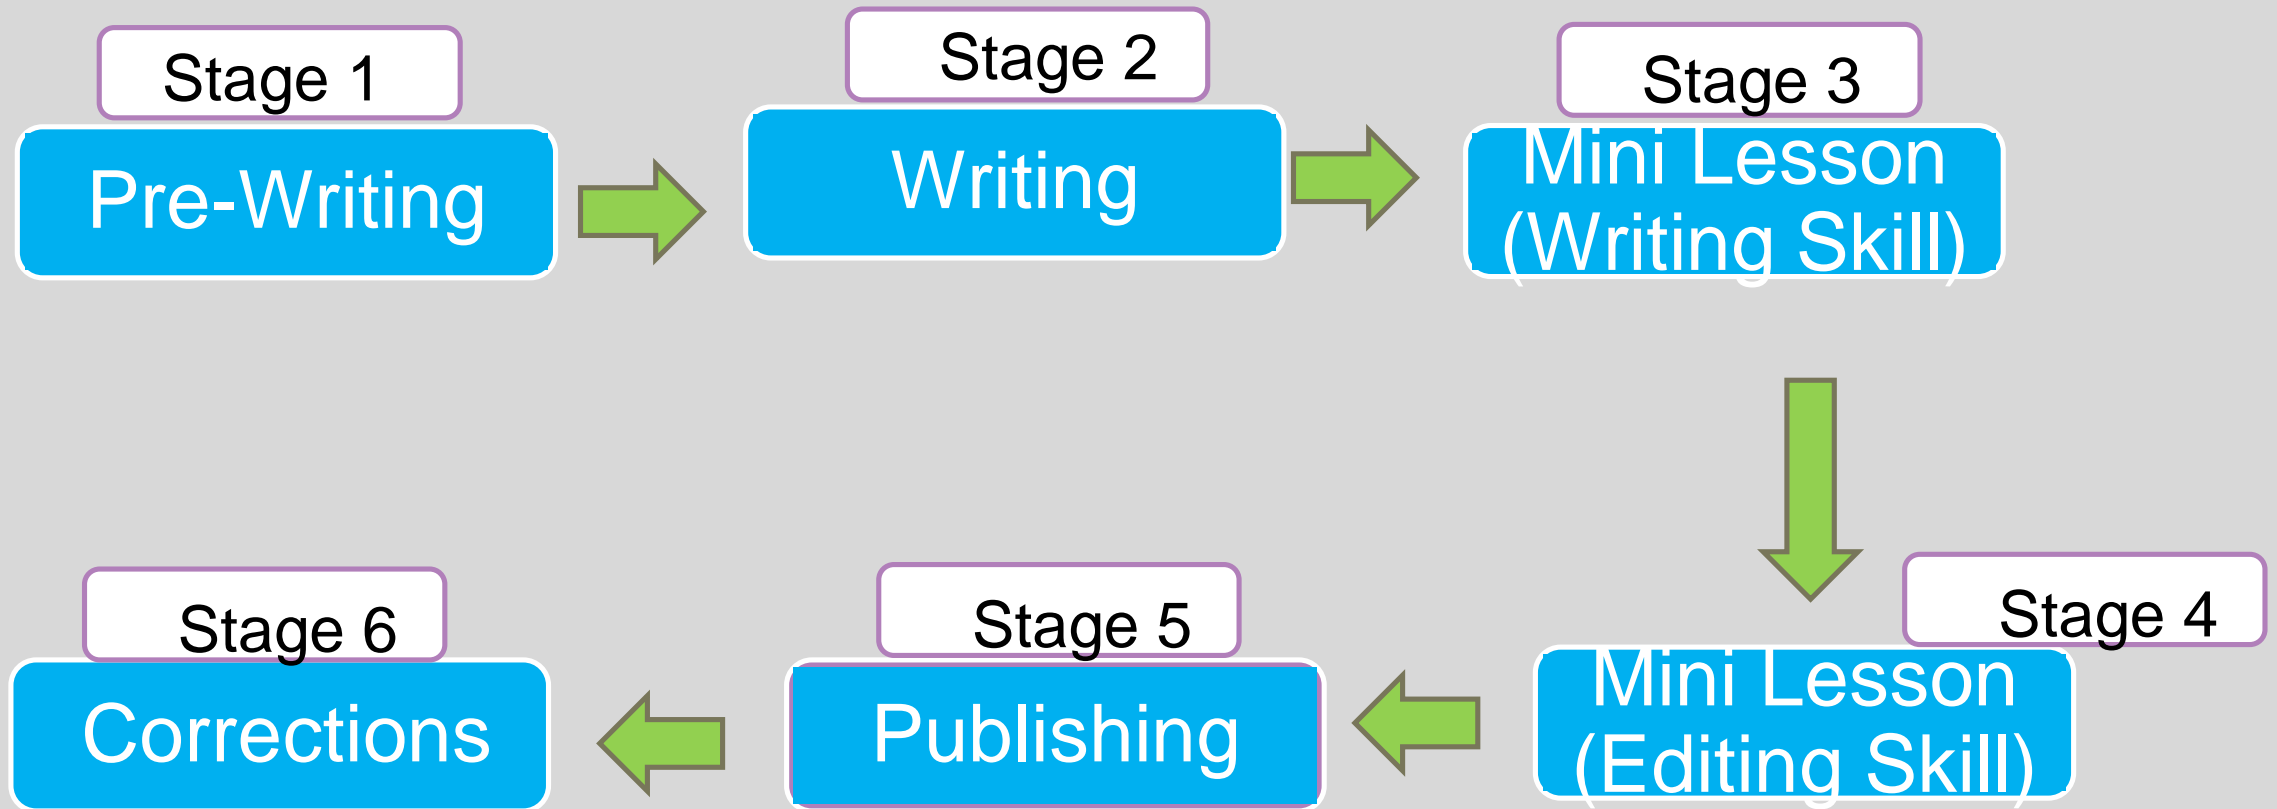 Stage 1
Pre-Writing
Stage 2
Writing
Stage 3
Mini Lesson
(Writing Skill)
Stage 4
Mini Lesson
(Editing Skill)
Stage 5
Publishing
Stage 6
Corrections